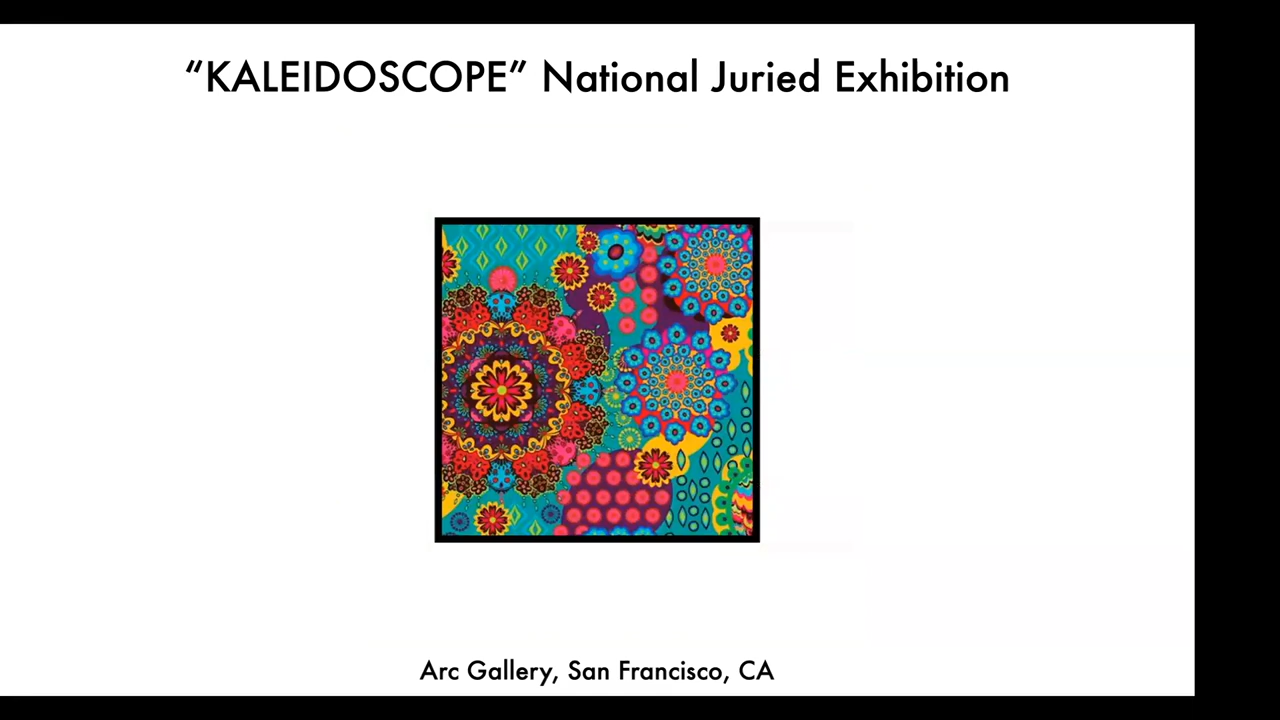 “KALEIDOSCOPE” National Juried Exhibition
Arc Gallery, San Francisco, CA